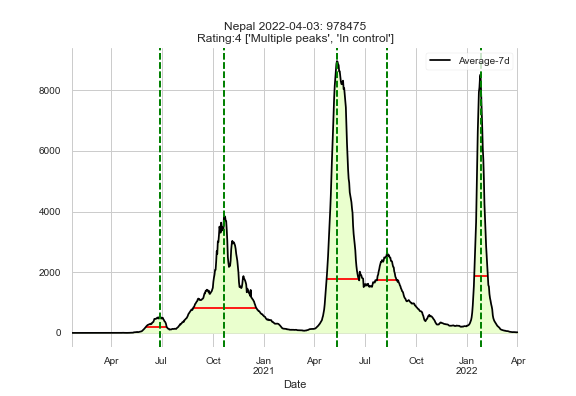 Nepal 2022-04-03: 978475
Rating:4 ['Multiple peaks', 'In control']
Average-7d
8000
6000
4000
2000
0
Apr
Jul
Oct
Jan
2021
Apr
Jul
Oct
Jan
2022
Apr
Date